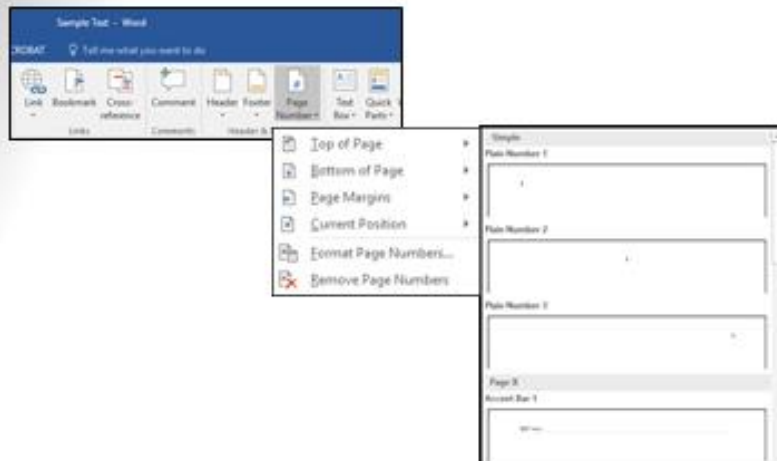 Sample Text - Word
ACROBAT Tell me what you want to do
Link Bookmark Cross-reference Comment Header Footer Page Number Text Box Quick Parts
Links Comments Header &
Top of Page
Bottom of Page
Page Margins
Current Position
Format Page Numbers...
Remove Page Numbers
Simple
Plain Number 1
Plain Number 2
Plain Number 3
Page X
Accent Bar 1